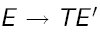 E → TE′